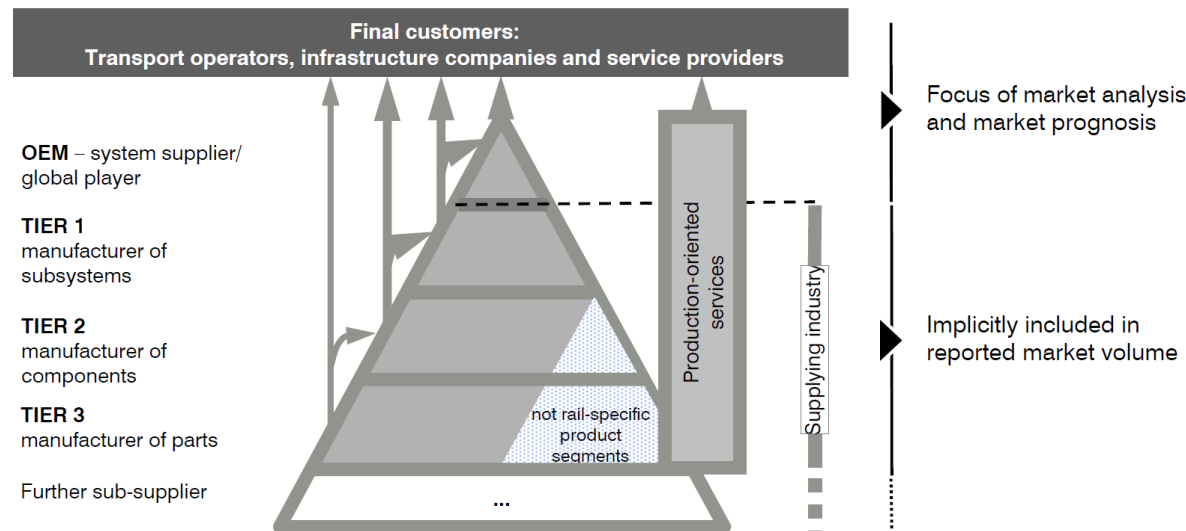 Final customers:
Transport operators, infrastructure companies and service providers
Focus of market analysis
and market prognosis
OEM – system supplier/
global player
TIER 1
manufacturer of
subsystems
TIER 2
manufacturer of
components
TIER 3
manufacturer of parts
Further sub-supplier
not rail-specific
product
segments
...
Production-oriented
services
Supplying industry
Implicitly included in
reported market volume